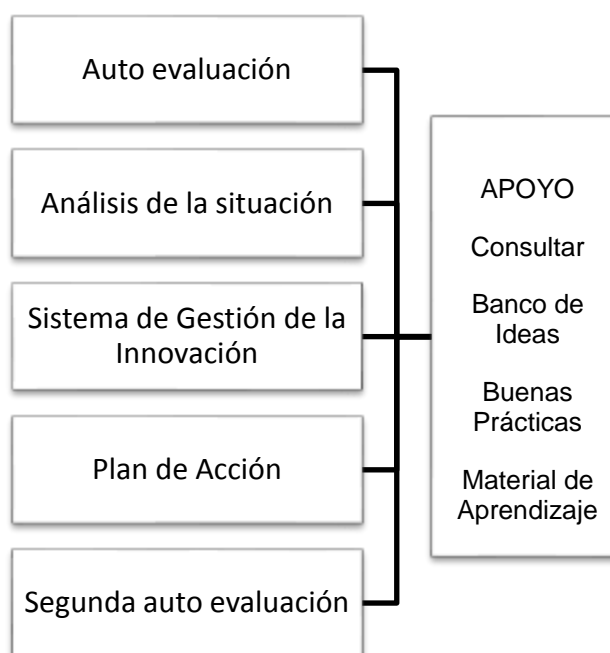 Auto evaluación
Análisis de la situación
Sistema de Gestión de la
Innovación
Plan de Acción
Segunda auto evaluación
APOYO
Consultar
Banco de
Ideas
Buenas
Prácticas
Material de
Aprendizaje